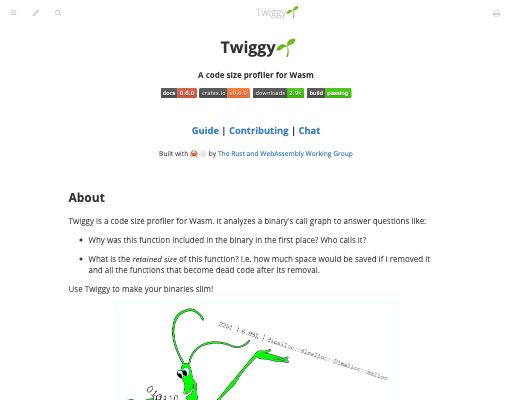 Twiggy
Twiggy
A code size profiler for Wasm
docs 0.6.0 crates.io v0.6.0 downloads 2.9k build passing
Guide | Contributing | Chat
Built with by The Rust and WebAssembly Working Group
About
Twiggy is a code size profiler for Wasm. It analyzes a binary's call graph to answer questions like:
• Why was this function included in the binary in the first place? Who calls it?
• What is the retained size of this function? I.e. how much space would be saved if I removed it
and all the functions that become dead code after its removal.
Use Twiggy to make your binaries slim!